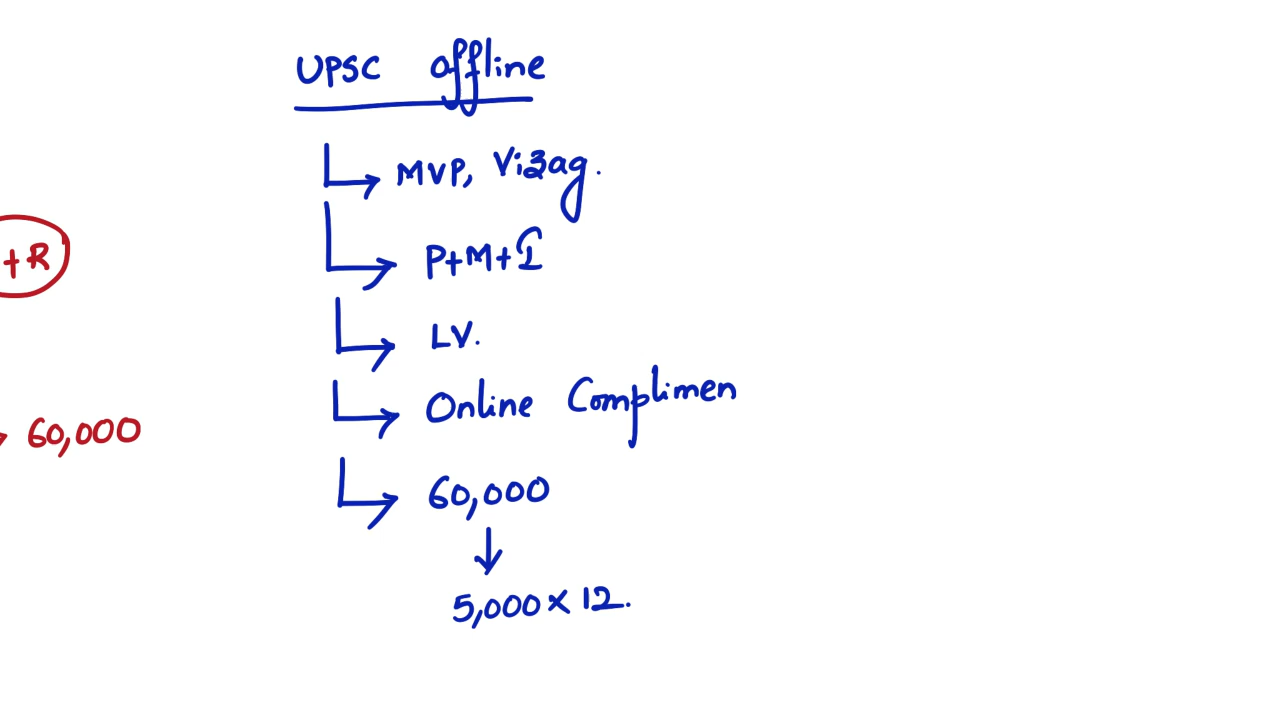 UPSC offline
MVP, Vizag.
P+M+I
LV.
Online Complimen
60,000
5,000 × 12.
+R
60,000